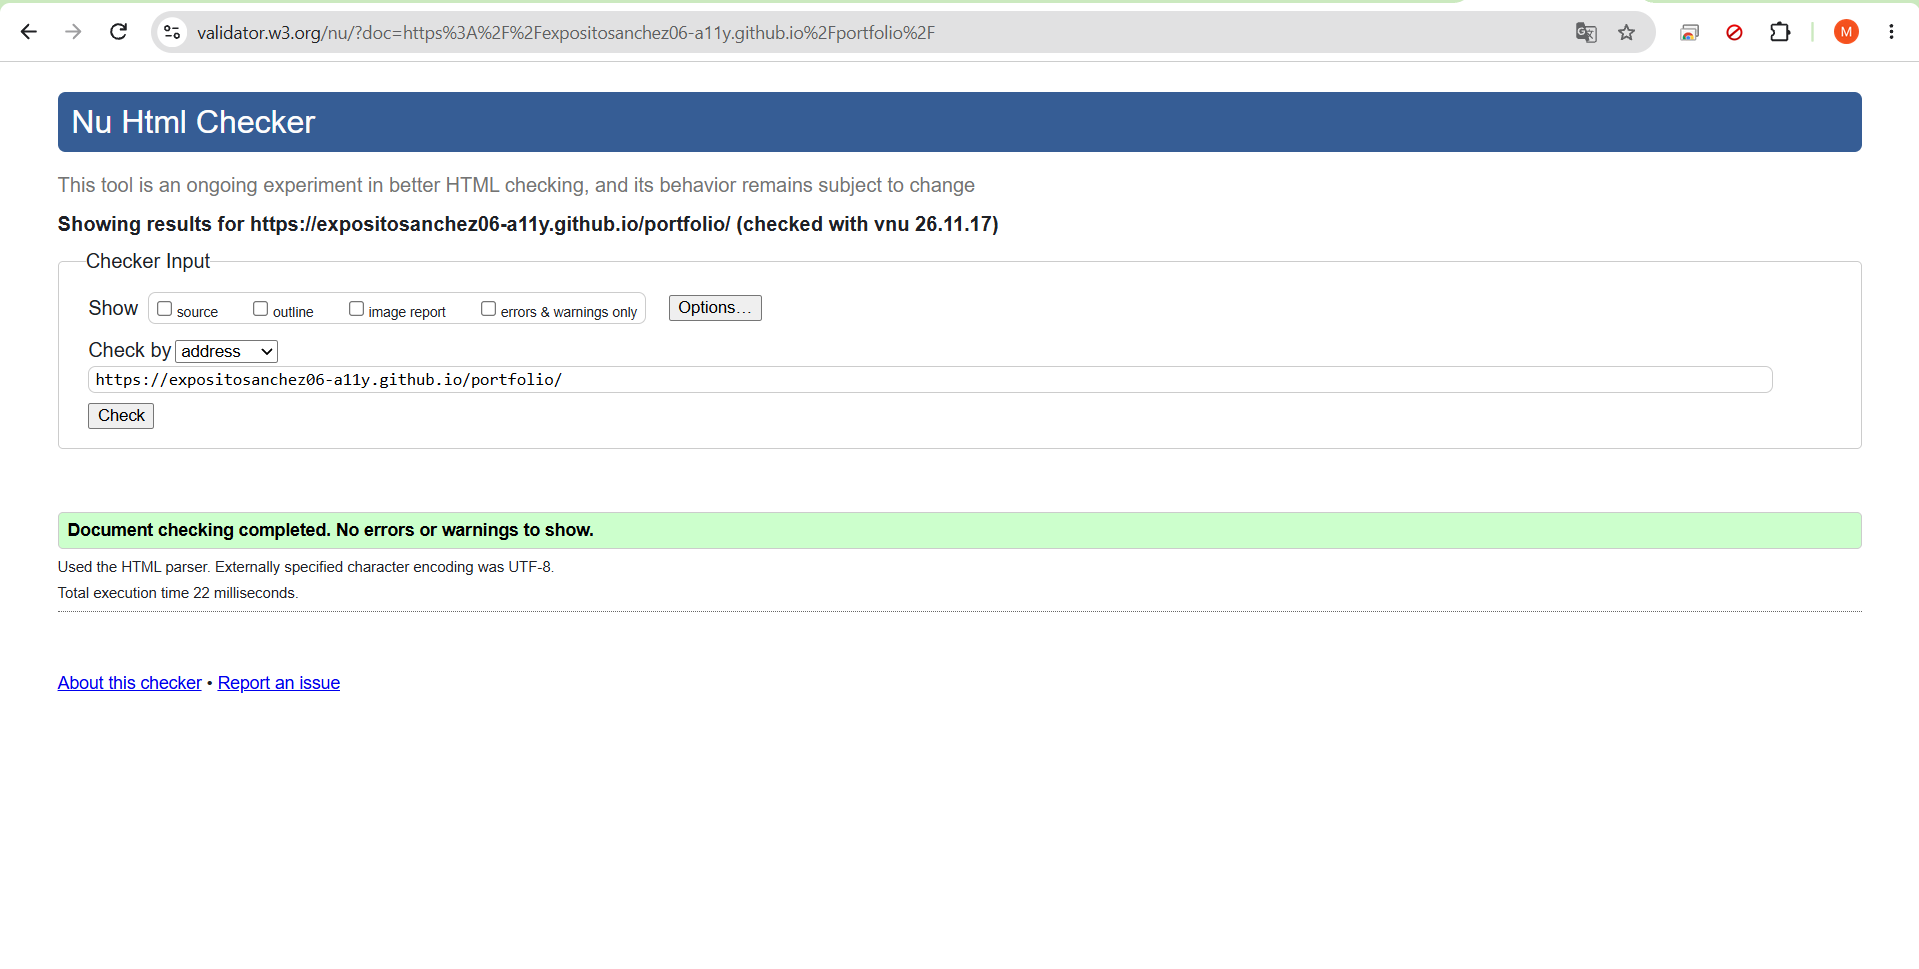 validator.w3.org/nu/?doc=https%3A%2F%2Fexpositosanchez06-a11y.github.io%2Fportfolio%2F
M
Nu Html Checker
This tool is an ongoing experiment in better HTML checking, and its behavior remains subject to change
Showing results for https://expositosanchez06-a11y.github.io/portfolio/ (checked with vnu 26.11.17)
Checker Input
Show source outline image report errors & warnings only Options…
Check by address
https://expositosanchez06-a11y.github.io/portfolio/
Check
Document checking completed. No errors or warnings to show.
Used the HTML parser. Externally specified character encoding was UTF-8.
Total execution time 22 milliseconds.
About this checker • Report an issue